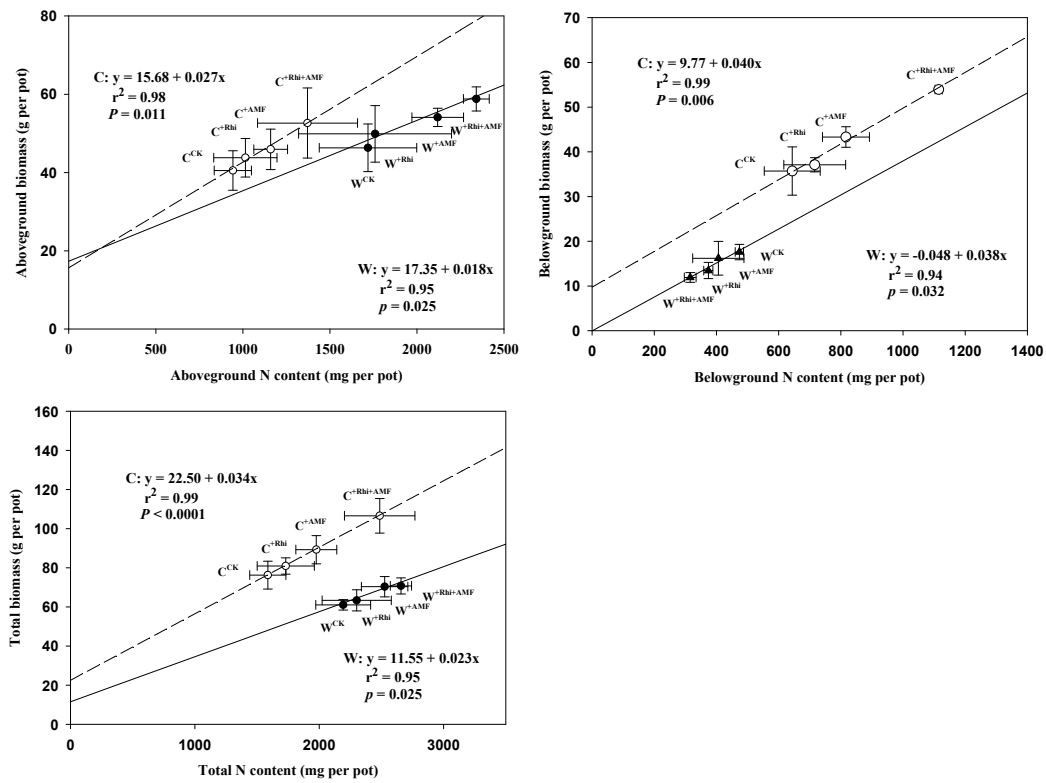 80
60
40
20
0
Aboveground biomass (g per pot)
C: y = 15.68 + 0.027x
r² = 0.98
P = 0.011
C+Rhi+AMF
C+AMF
C+Rhi
CCK
W+Rhi+AMF
W+AMF
W+Rhi
WCK
W: y = 17.35 + 0.018x
r² = 0.95
p = 0.025
0 500 1000 1500 2000 2500
Aboveground N content (mg per pot)
70
60
50
40
30
20
10
0
Belowground biomass (g per pot)
C: y = 9.77 + 0.040x
r² = 0.99
P = 0.006
C+Rhi+AMF
C+AMF
C+Rhi
CCK
WCK
W+AMF
W+Rhi
W+Rhi+AMF
W: y = -0.048 + 0.038x
r² = 0.94
p = 0.032
0 200 400 600 800 1000 1200 1400
Belowground N content (mg per pot)
160
140
120
100
80
60
40
20
0
Total biomass (g per pot)
C: y = 22.50 + 0.034x
r² = 0.99
P < 0.0001
C+Rhi+AMF
C+AMF
C+Rhi
CCK
W+Rhi+AMF
W+AMF
W+Rhi
WCK
W: y = 11.55 + 0.023x
r² = 0.95
p = 0.025
0 1000 2000 3000
Total N content (mg per pot)